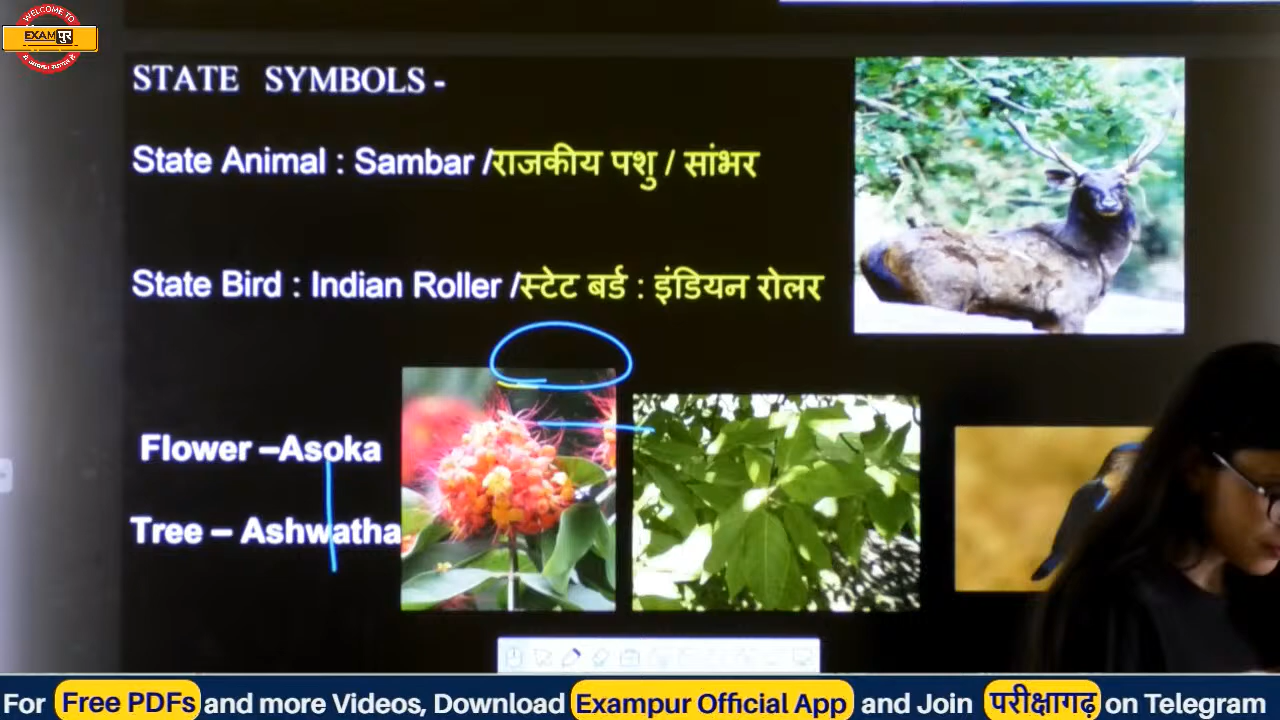 WELCOME TO
EXAM पुर
STATE SYMBOLS -
State Animal : Sambar /राजकीय पशु / सांभर
State Bird : Indian Roller /स्टेट बर्ड : इंडियन रोलर
Flower –Asoka
Tree – Ashwatha
For Free PDFs and more Videos, Download Exampur Official App and Join परीक्षागढ़ on Telegram